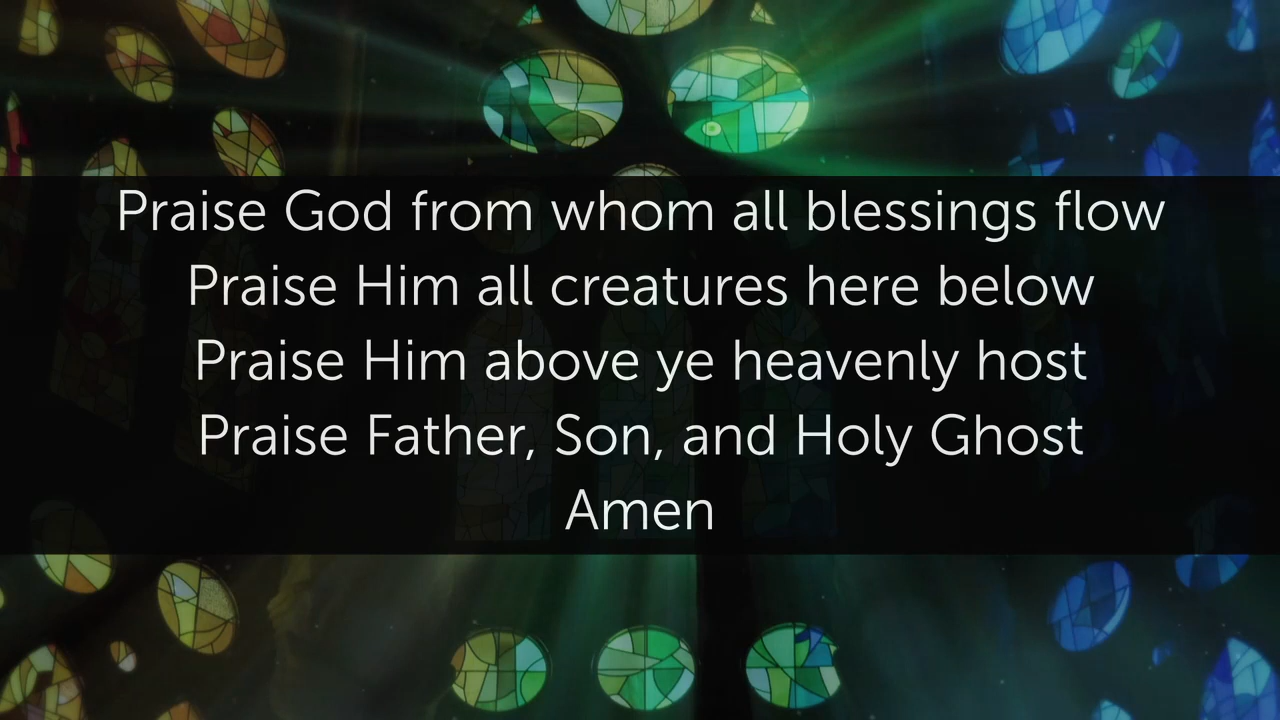 Praise God from whom all blessings flow
Praise Him all creatures here below
Praise Him above ye heavenly host
Praise Father, Son, and Holy Ghost
Amen